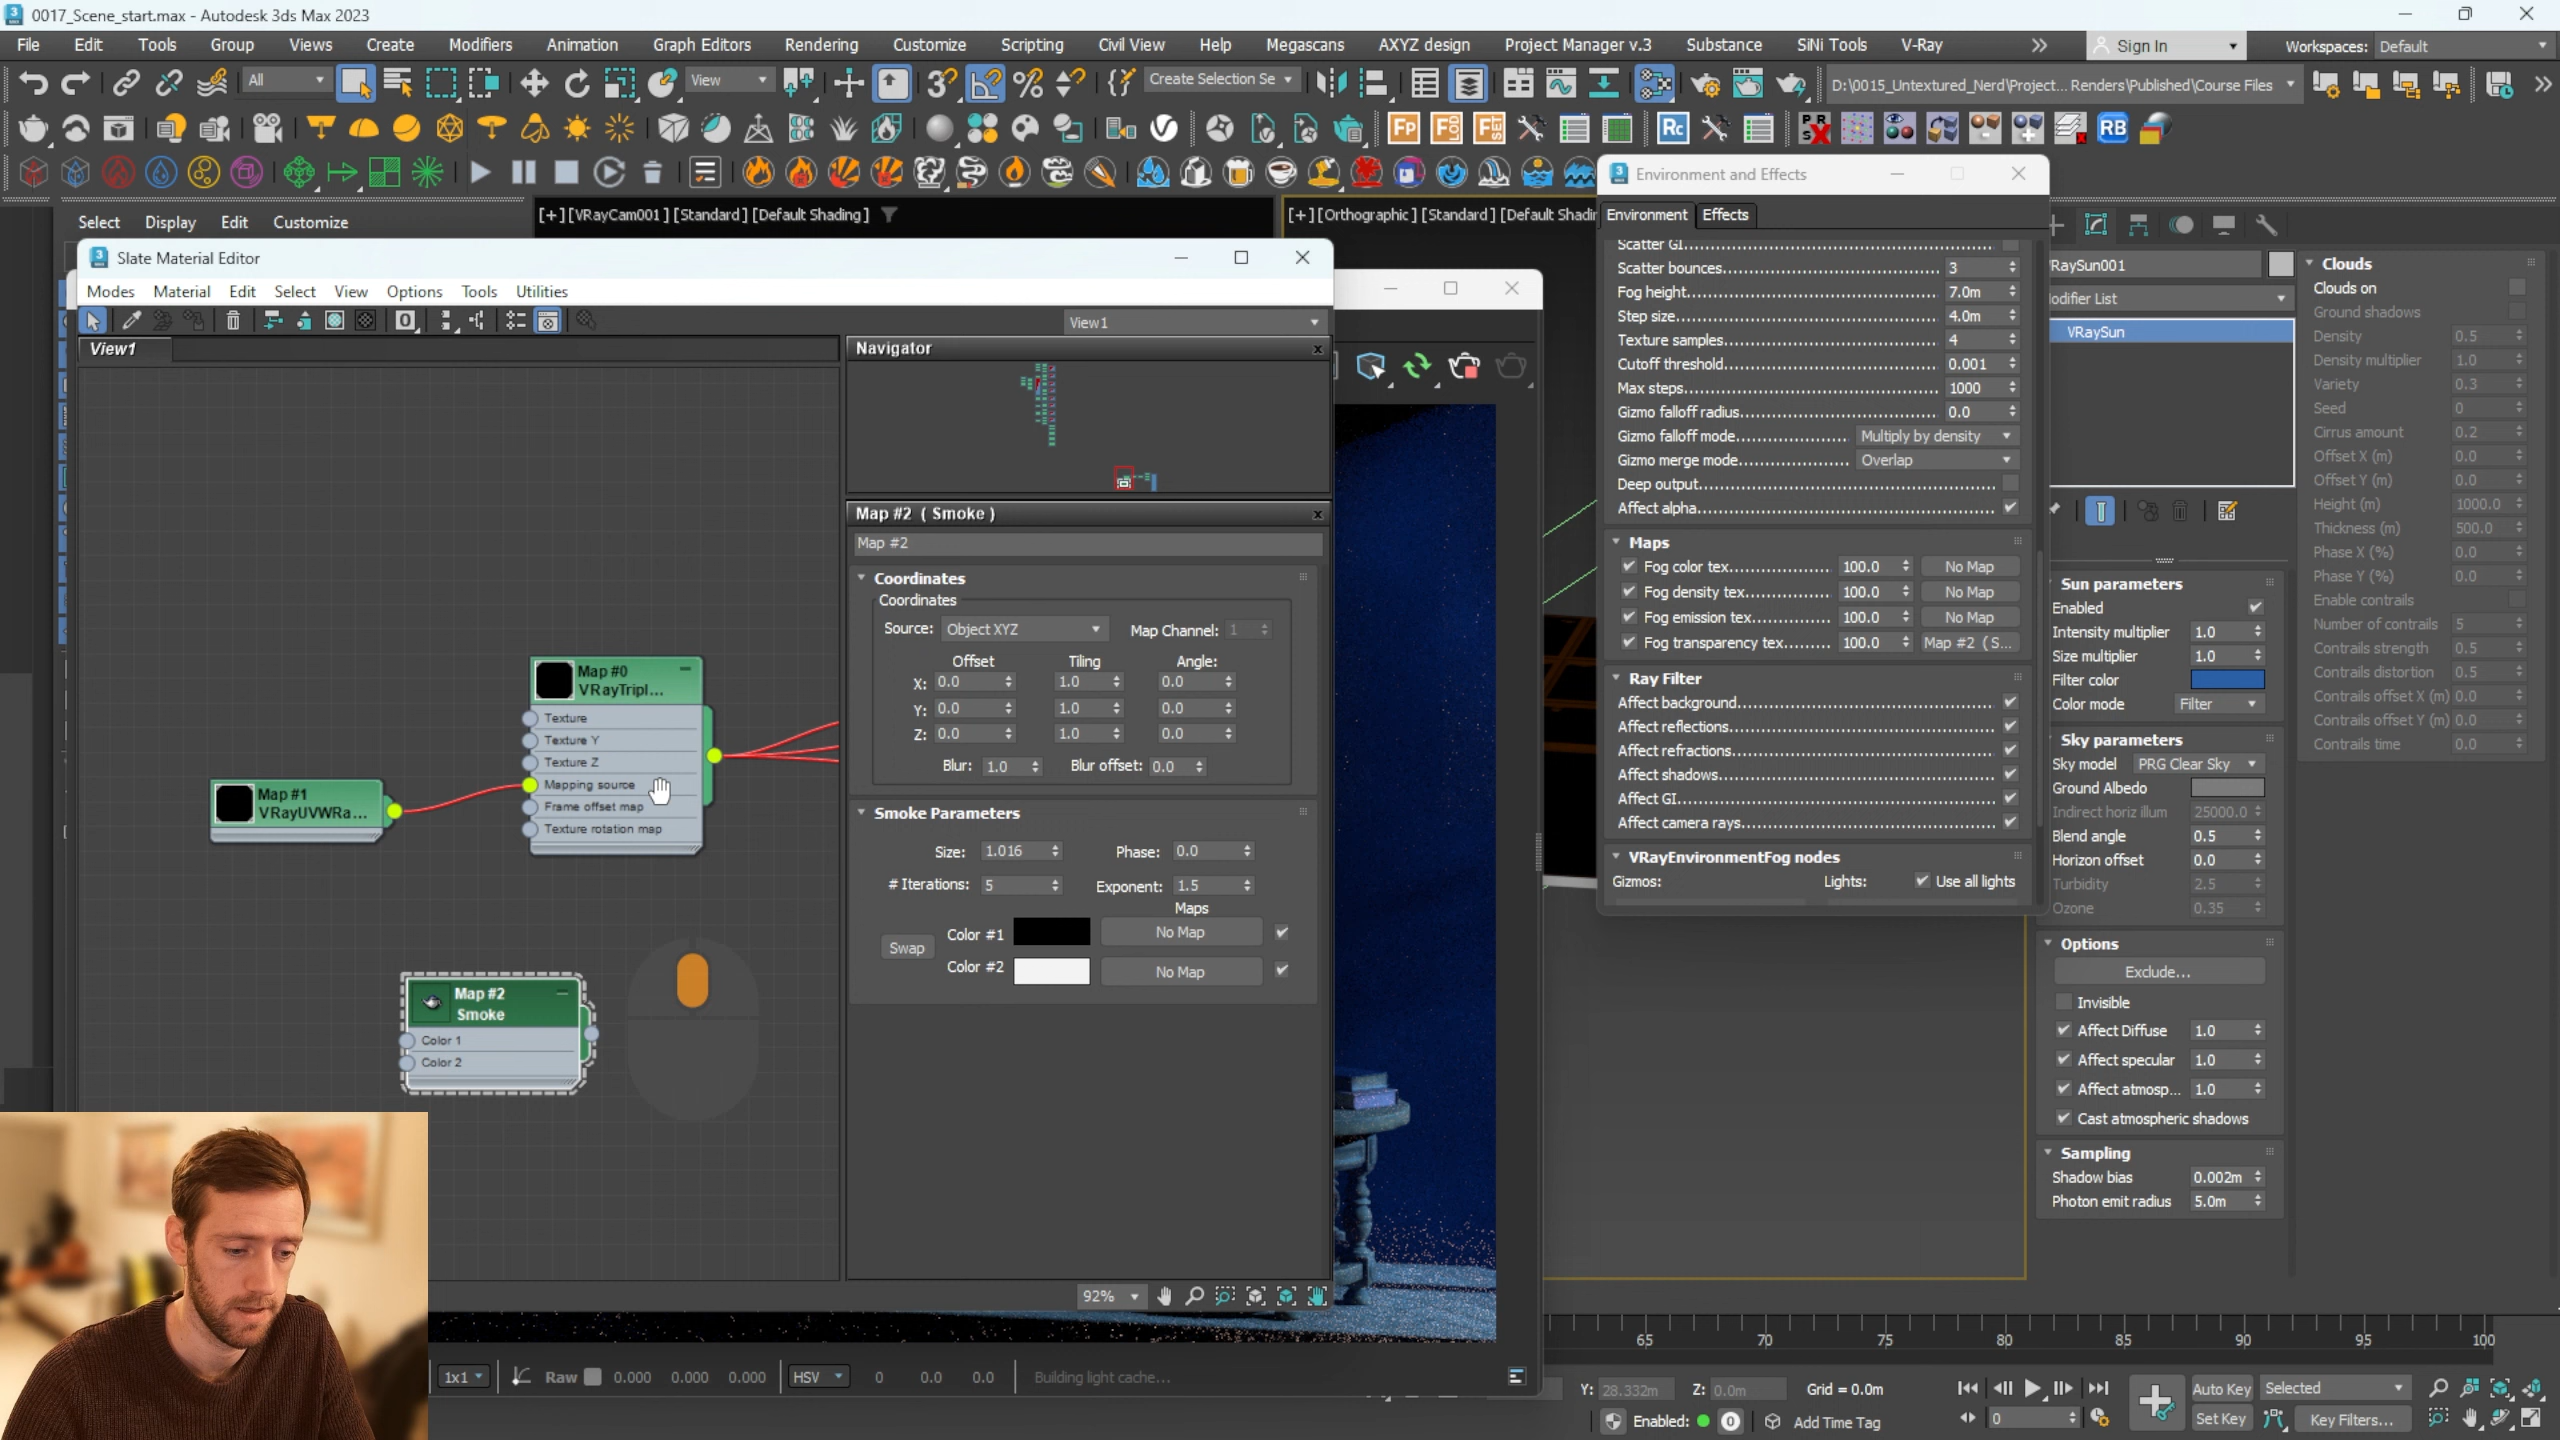 0017_Scene_start.max - Autodesk 3ds Max 2023
File Edit Tools Group Views Create Modifiers Animation Graph Editors Rendering Customize Scripting Civil View Help Megascans AXYZ design Project Manager v.3 Substance SiNi Tools V-Ray Sign In Workspaces: Default
All View Create Selection Se D:\0015_Untextured_Nerd\Project... Renders\Published\Course Files
Select Display Edit Customize
[+] [VRayCam001] [Standard] [Default Shading]
[+] [Orthographic] [Standard] [Default Shadin
Slate Material Editor
Modes Material Edit Select View Options Tools Utilities
View1
View1
Navigator
Map #1
VRayUVWRa...
Map #0
VRayTripl...
Texture
Texture Y
Texture Z
Mapping source
Frame offset map
Texture rotation map
Map #2
Smoke
Color 1
Color 2
Map #2 ( Smoke )
Map #2
Coordinates
Coordinates
Source: Object XYZ Map Channel: 1
Offset Tiling Angle:
X: 0.0 1.0 0.0
Y: 0.0 1.0 0.0
Z: 0.0 1.0 0.0
Blur: 1.0 Blur offset: 0.0
Smoke Parameters
Size: 1.016 Phase: 0.0
# Iterations: 5 Exponent: 1.5
Maps
Swap
Color #1 No Map
Color #2 No Map
92%
Environment and Effects
Environment Effects
Scatter GI
Scatter bounces 3
Fog height 7.0m
Step size 4.0m
Texture samples 4
Cutoff threshold 0.001
Max steps 1000
Gizmo falloff radius 0.0
Gizmo falloff mode Multiply by density
Gizmo merge mode Overlap
Deep output
Affect alpha
Maps
Fog color tex 100.0 No Map
Fog density tex 100.0 No Map
Fog emission tex 100.0 No Map
Fog transparency tex 100.0 Map #2 ( S...
Ray Filter
Affect background
Affect reflections
Affect refractions
Affect shadows
Affect GI
Affect camera rays
VRayEnvironmentFog nodes
Gizmos: Lights: Use all lights
RaySun001
odifier List
VRaySun
Sun parameters
Enabled
Intensity multiplier 1.0
Size multiplier 1.0
Filter color
Color mode Filter
Sky parameters
Sky model PRG Clear Sky
Ground Albedo
Indirect horiz illum 25000.0
Blend angle 0.5
Horizon offset 0.0
Turbidity 2.5
Ozone 0.35
Options
Exclude...
Invisible
Affect Diffuse 1.0
Affect specular 1.0
Affect atmosp... 1.0
Cast atmospheric shadows
Sampling
Shadow bias 0.002m
Photon emit radius 5.0m
Clouds
Clouds on
Ground shadows
Density 0.5
Density multiplier 1.0
Variety 0.3
Seed 0
Cirrus amount 0.2
Offset X (m) 0.0
Offset Y (m) 0.0
Height (m) 1000.0
Thickness (m) 500.0
Phase X (%) 0.0
Phase Y (%) 0.0
Enable contrails
Number of contrails 5
Contrails strength 0.5
Contrails distortion 0.5
Contrails offset X (m) 0.0
Contrails offset Y (m) 0.0
Contrails time 0.0
65 70 75 80 85 90 95 100
1x1 Raw 0.000 0.000 0.000 HSV 0 0.0 0.0 Building light cache...
Y: 28.332m Z: 0.0m Grid = 0.0m
Enabled: 0 Add Time Tag
0
Auto Key Selected
Set Key Key Filters...